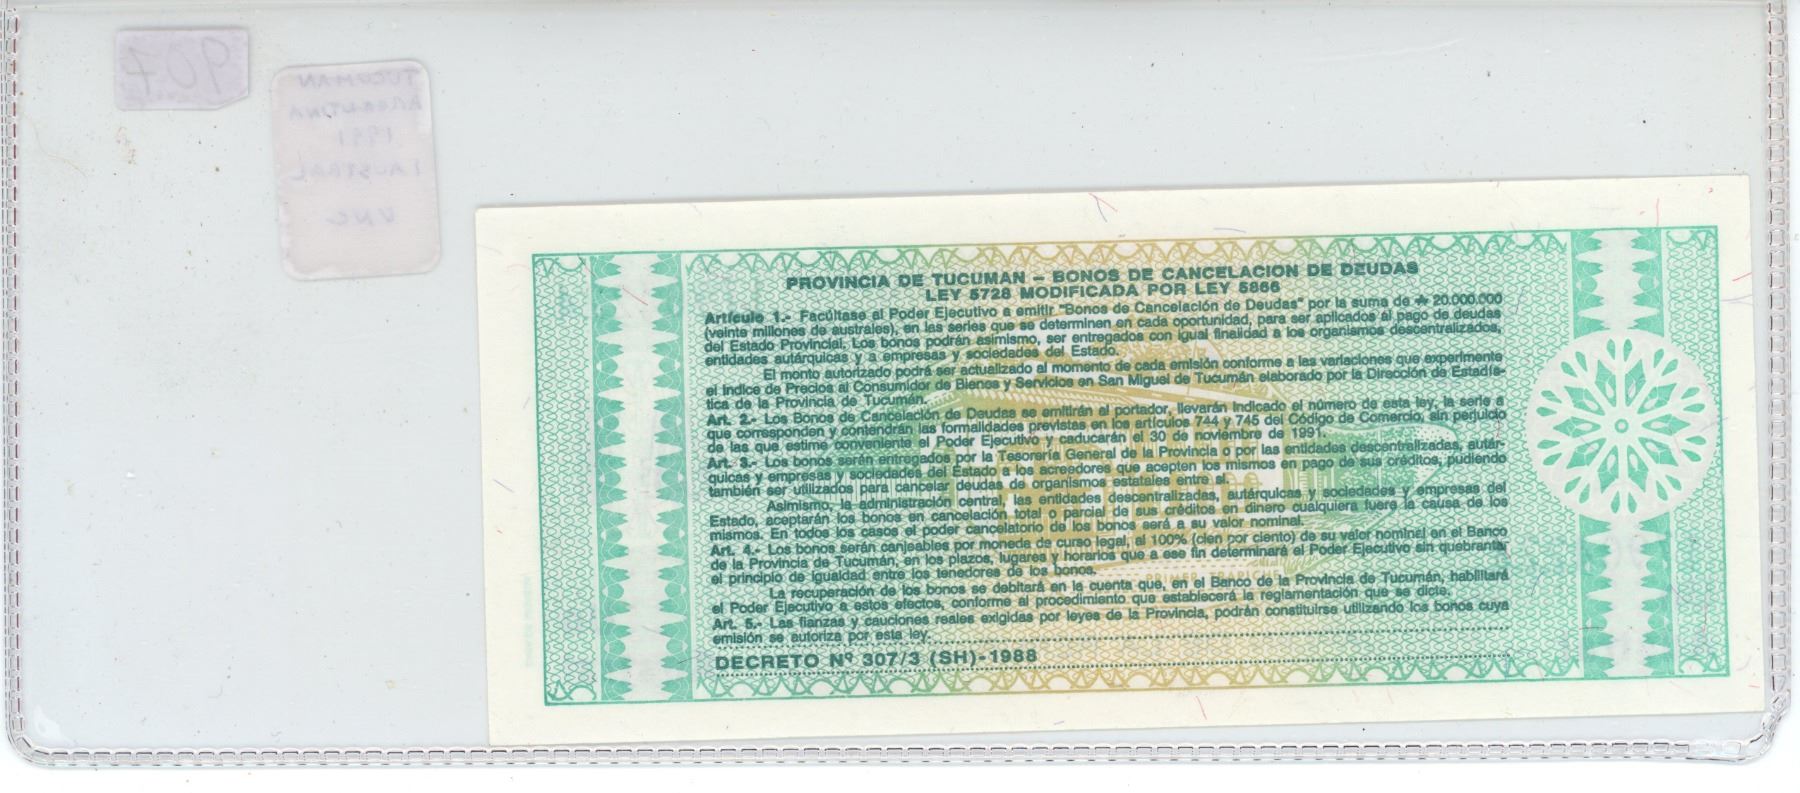 907
TUCUMAN
ARGENTINA
1991
1 AUSTRAL
UNC
PROVINCIA DE TUCUMAN – BONOS DE CANCELACION DE DEUDAS
LEY 5728 MODIFICADA POR LEY 5866
Artículo 1.- Facúltase al Poder Ejecutivo a emitir "Bonos de Cancelación de Deudas" por la suma de ₳ 20.000.000
(veinte millones de australes), en las series que se determinen en cada oportunidad, para ser aplicados al pago de deudas
del Estado Provincial. Los bonos podrán asimismo, ser entregados con igual finalidad a los organismos descentralizados,
entidades autárquicas y a empresas y sociedades del Estado.
El monto autorizado podrá ser actualizado al momento de cada emisión conforme a las variaciones que experimente
el índice de Precios al Consumidor de Bienes y Servicios en San Miguel de Tucumán elaborado por la Dirección de Estadís-
tica de la Provincia de Tucumán.
Art. 2.- Los Bonos de Cancelación de Deudas se emitirán al portador, llevarán indicado el número de esta ley, la serie a
que corresponden y contendrán las formalidades previstas en los artículos 744 y 745 del Código de Comercio, sin perjuicio
de las que estime conveniente el Poder Ejecutivo y caducarán el 30 de noviembre de 1991.
Art. 3.- Los bonos serán entregados por la Tesorería General de la Provincia o por las entidades descentralizadas, autár-
quicas y empresas y sociedades del Estado a los acreedores que acepten los mismos en pago de sus créditos, pudiendo
también ser utilizados para cancelar deudas de organismos estatales entre sí.
Asimismo, la administración central, las entidades descentralizadas, autárquicas y sociedades y empresas del
Estado, aceptarán los bonos en cancelación total o parcial de sus créditos en dinero cualquiera fuere la causa de los
mismos. En todos los casos el poder cancelatorio de los bonos será a su valor nominal.
Art. 4.- Los bonos serán canjeables por moneda de curso legal, al 100% (cien por ciento) de su valor nominal en el Banco
de la Provincia de Tucumán, en los plazos, lugares y horarios que a ese fin determinará el Poder Ejecutivo sin quebrantar
el principio de igualdad entre los tenedores de los bonos.
La recuperación de los bonos se debitará en la cuenta que, en el Banco de la Provincia de Tucumán, habilitará
el Poder Ejecutivo a estos efectos, conforme al procedimiento que establecerá la reglamentación que se dicte.
Art. 5.- Las fianzas y cauciones reales exigidas por leyes de la Provincia, podrán constituirse utilizando los bonos cuya
emisión se autoriza por esta ley.
DECRETO Nº 307/3 (SH)-1988